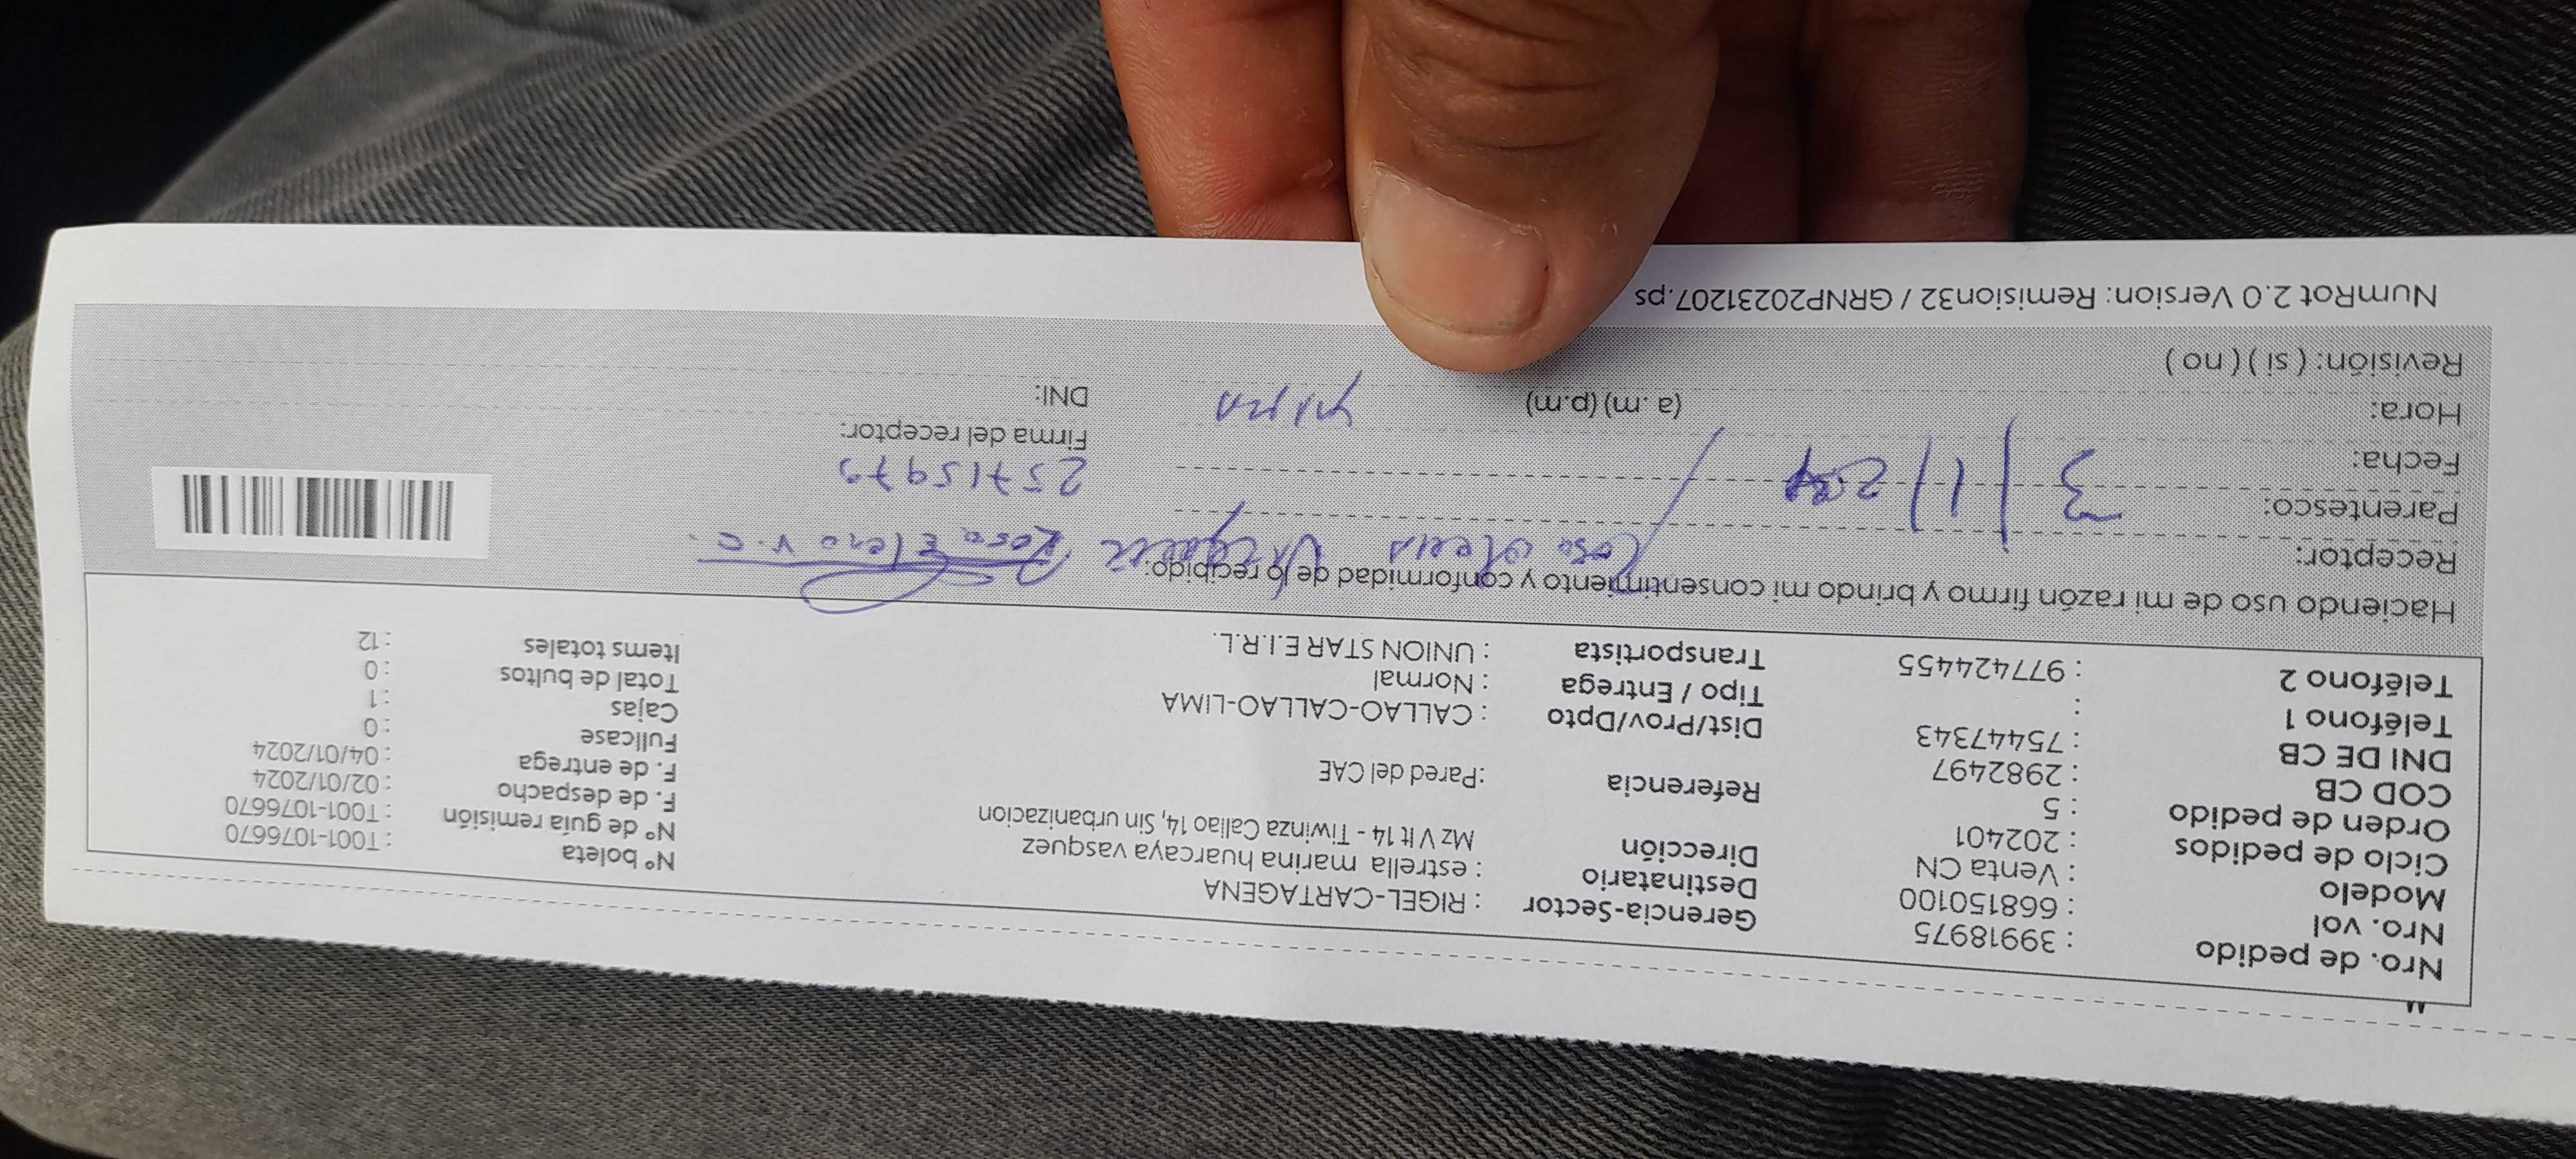 Nro. de pedido : 39918975 Gerencia-Sector : RIGEL-CARTAGENA Nº boleta : T001-1076670
Nro. vol : 668150100 Destinatario : estrella marina huarcaya vasquez Nº de guía remisión : T001-1076670
Modelo : Venta CN Dirección Mz V lt 14 - Tiwinza Callao 14, Sin urbanizacion F. de despacho : 02/01/2024
Ciclo de pedidos : 202401 Referencia :Pared del CAE F. de entrega : 04/01/2024
Orden de pedido : 5 Dist/Prov/Dpto : CALLAO-CALLAO-LIMA Fullcase : 0
COD CB : 2982497 Tipo / Entrega : Normal Cajas : 1
DNI DE CB : 75447343 Transportista : UNION STAR E.I.R.L. Total de bultos : 0
Teléfono 1 : Items totales : 12
Teléfono 2 : 977424455
Haciendo uso de mi razón firmo y brindo mi consentimiento y conformidad de lo recibido:
Receptor: Rosa Elena V.C.
Parentesco:
25715979
Fecha: 3/1/
Firma del receptor:
Hora: (a. m) (p.m)
DNI:
Revisión: ( si ) ( no )
NumRot 2.0 Version: Remision32 / GRNP20231207.ps